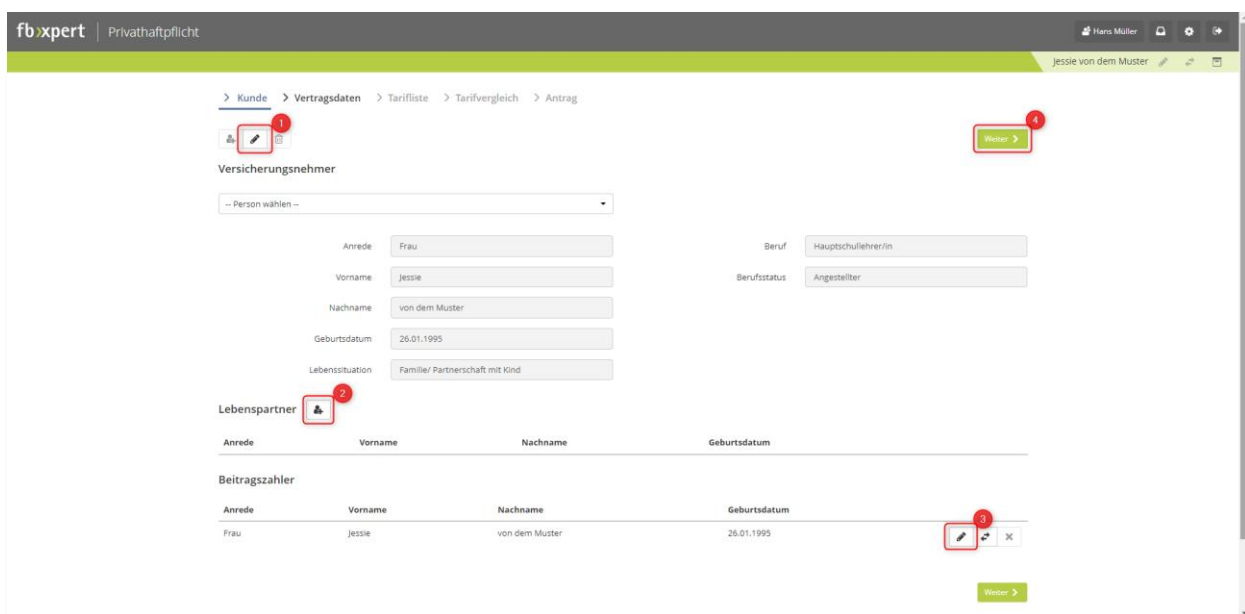 fb»xpert | Privathaftpflicht
Hans Müller
Jessie von dem Muster
> Kunde > Vertragsdaten > Tarifliste > Tarifvergleich > Antrag
1
4
Weiter >
Versicherungsnehmer
-- Person wählen --
Anrede Frau Beruf Hauptschullehrer/in
Vorname Jessie Berufsstatus Angestellter
Nachname von dem Muster
Geburtsdatum 26.01.1995
Lebenssituation Familie/ Partnerschaft mit Kind
2
Lebenspartner
Anrede Vorname Nachname Geburtsdatum
Beitragszahler
Anrede Vorname Nachname Geburtsdatum
3
Frau Jessie von dem Muster 26.01.1995
Weiter >